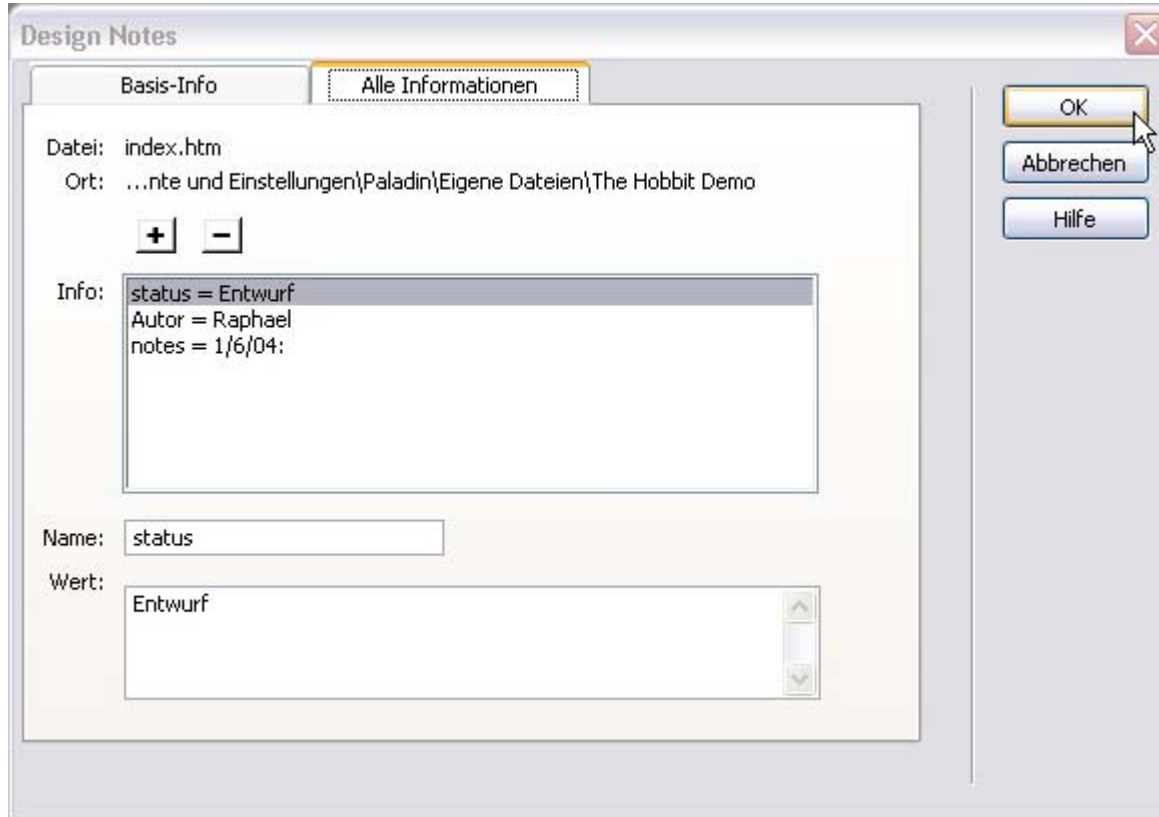 Design Notes
Basis-Info
Alle Informationen
Datei: index.htm
Ort: ...nte und Einstellungen\Paladin\Eigene Dateien\The Hobbit Demo
+ −
Info:
status = Entwurf
Autor = Raphael
notes = 1/6/04:
Name: status
Wert:
Entwurf
OK
Abbrechen
Hilfe